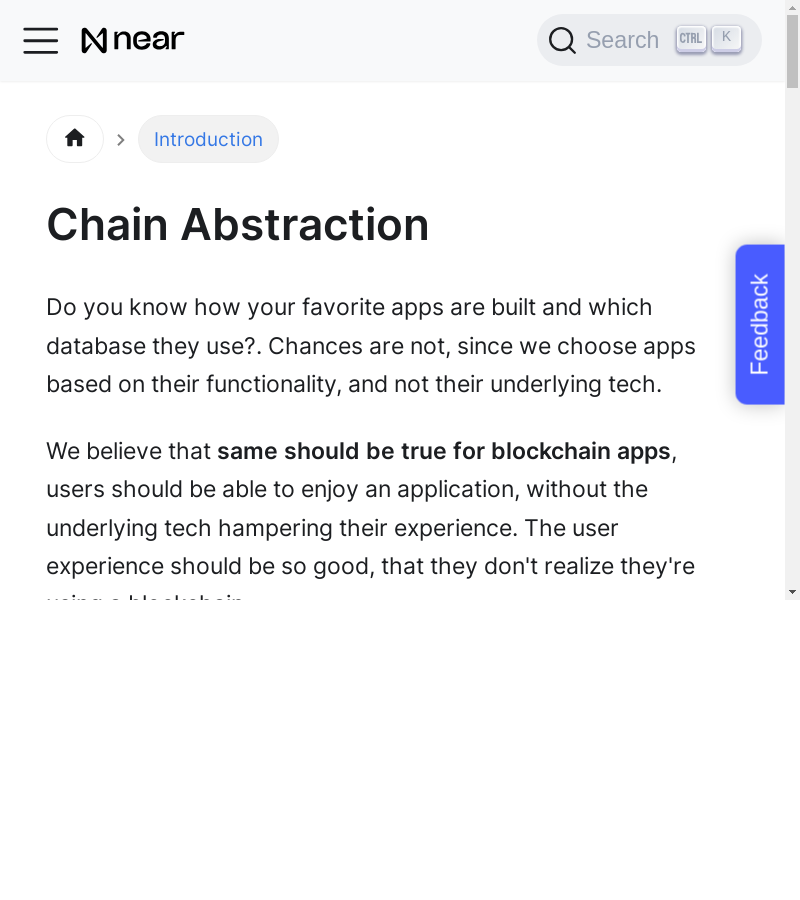 near
Search CTRL K
Introduction
Chain Abstraction
Do you know how your favorite apps are built and which
database they use?. Chances are not, since we choose apps
based on their functionality, and not their underlying tech.
Feedback
We believe that same should be true for blockchain apps,
users should be able to enjoy an application, without the
underlying tech hampering their experience. The user
experience should be so good, that they don't realize they're
using a blockchain